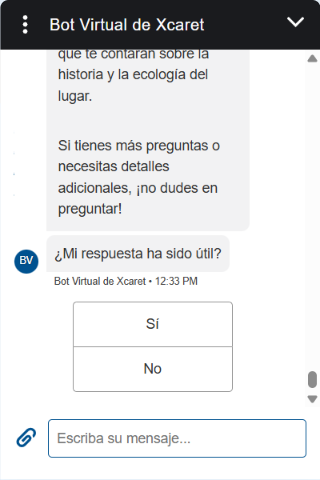 Bot Virtual de Xcaret
que te contarán sobre la
historia y la ecología del
lugar.
Si tienes más preguntas o
necesitas detalles
adicionales, ¡no dudes en
preguntar!
BV
¿Mi respuesta ha sido útil?
Bot Virtual de Xcaret • 12:33 PM
Sí
No
Escriba su mensaje...